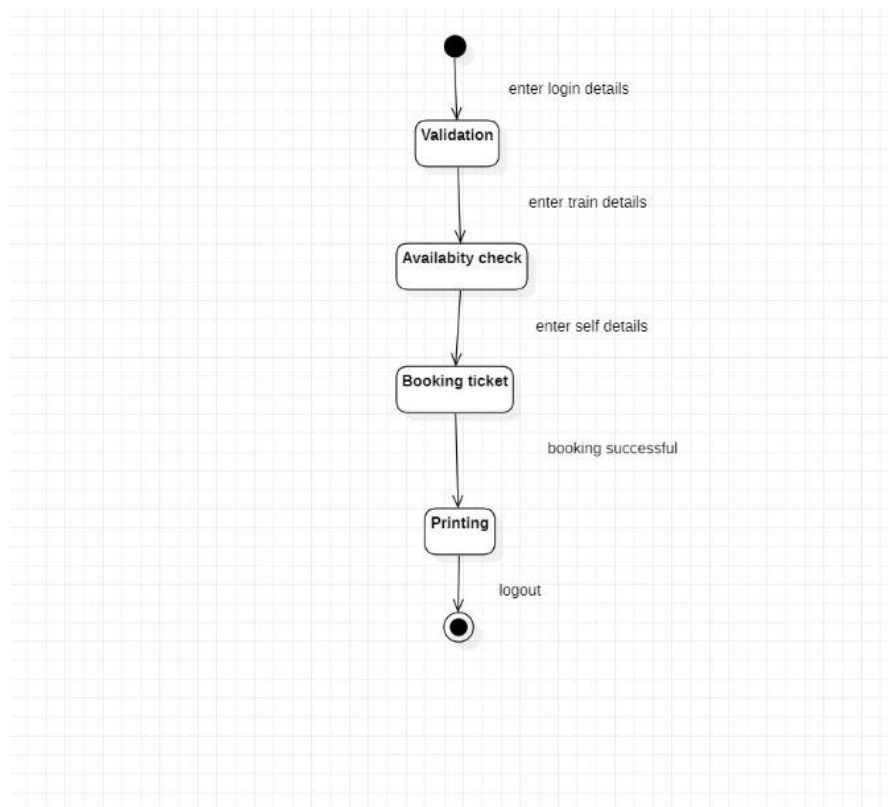 enter login details
Validation
enter train details
Availabity check
enter self details
Booking ticket
booking successful
Printing
logout